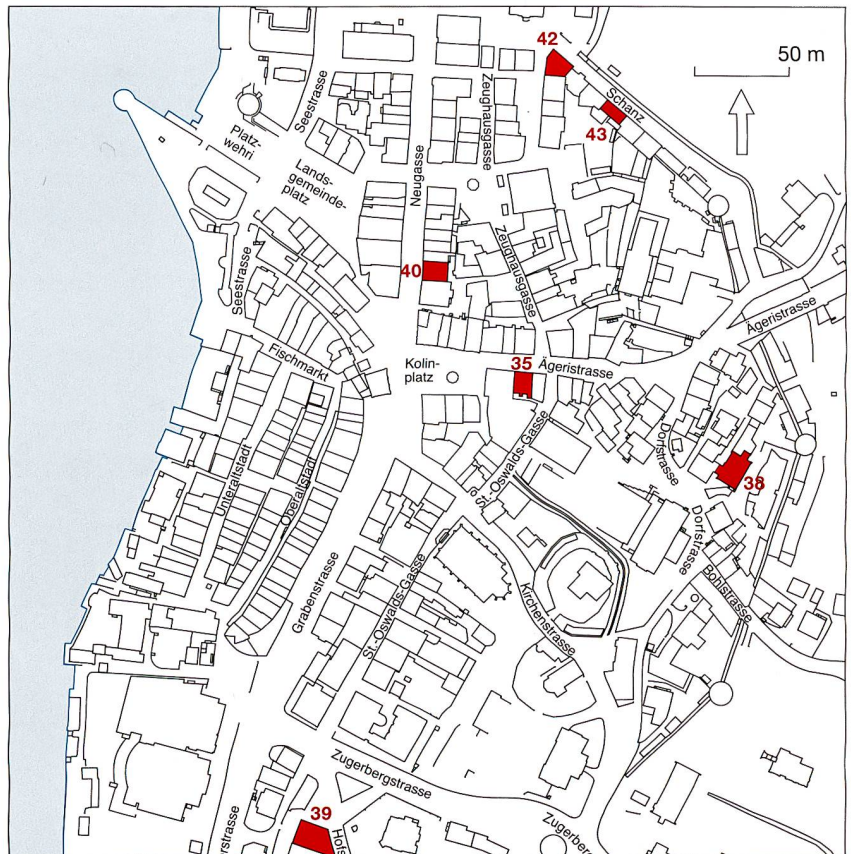 42
50 m
Seestrasse
Zeughausgasse
Schanz
43
Platz-
wehri
Neugasse
Lands-
gemeinde-
platz
Zeughausgasse
Seestrasse
40
Ägeristrasse
Fischmarkt
Kolin-
platz
35
Ägeristrasse
Dorfstrasse
St.-Oswalds-Gasse
38
Unteraltstadt
Oberaltstadt
Dorfstrasse
Bohlstrasse
Grabenstrasse
St.-Oswalds-Gasse
Kirchenstrasse
Zugerbergstrasse
39